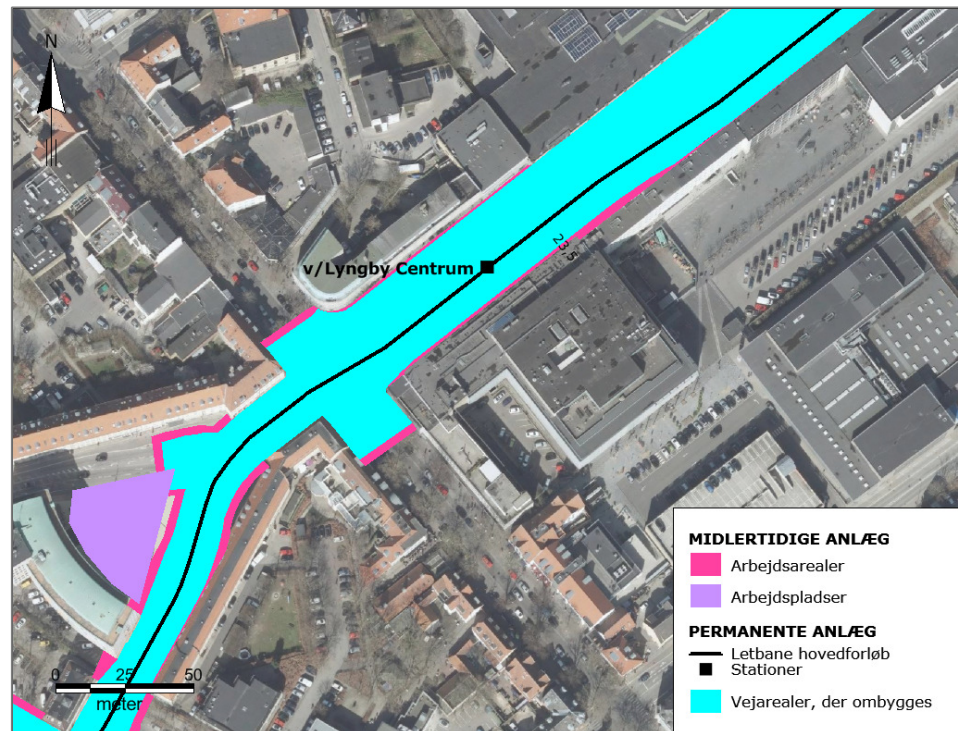 N
v/Lyngby Centrum
23,5
0 25 50
meter
MIDLERTIDIGE ANLÆG
Arbejdsarealer
Arbejdspladser
PERMANENTE ANLÆG
Letbane hovedforløb
Stationer
Vejarealer, der ombygges